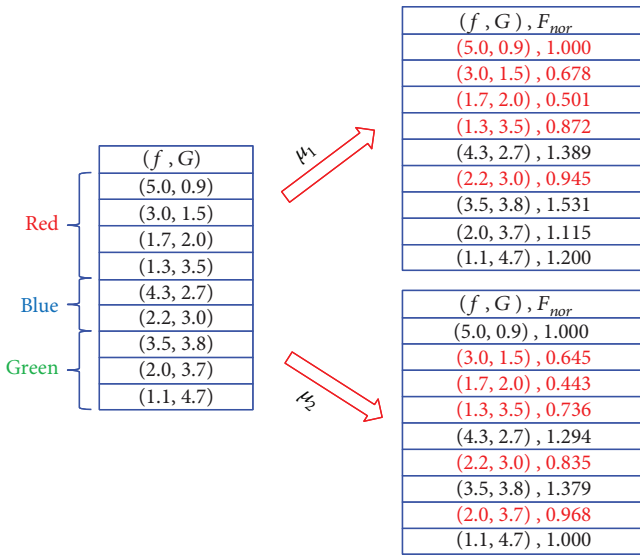 (f, G)
(5.0, 0.9)
(3.0, 1.5)
(1.7, 2.0)
(1.3, 3.5)
(4.3, 2.7)
(2.2, 3.0)
(3.5, 3.8)
(2.0, 3.7)
(1.1, 4.7)
Red
Blue
Green
μ1
μ2
(f, G), Fnor
(5.0, 0.9), 1.000
(3.0, 1.5), 0.678
(1.7, 2.0), 0.501
(1.3, 3.5), 0.872
(4.3, 2.7), 1.389
(2.2, 3.0), 0.945
(3.5, 3.8), 1.531
(2.0, 3.7), 1.115
(1.1, 4.7), 1.200
(f, G), Fnor
(5.0, 0.9), 1.000
(3.0, 1.5), 0.645
(1.7, 2.0), 0.443
(1.3, 3.5), 0.736
(4.3, 2.7), 1.294
(2.2, 3.0), 0.835
(3.5, 3.8), 1.379
(2.0, 3.7), 0.968
(1.1, 4.7), 1.000